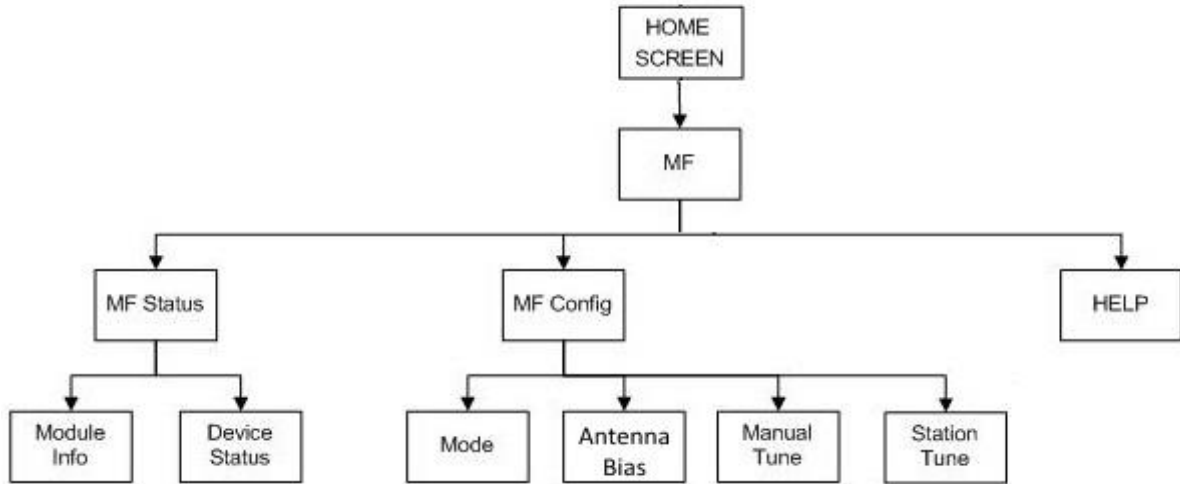 HOME
SCREEN
MF
MF Status
MF Config
HELP
Module
Info
Device
Status
Mode
Antenna
Bias
Manual
Tune
Station
Tune